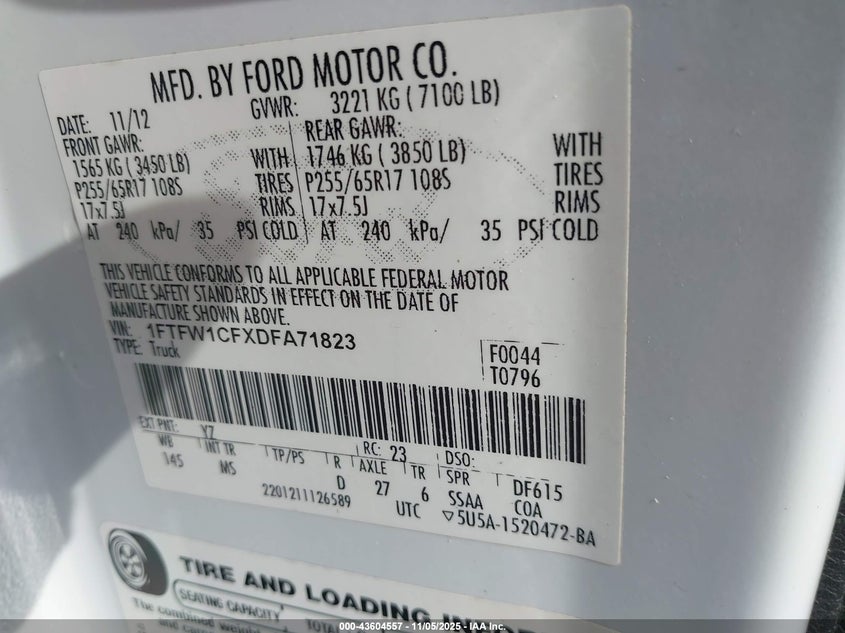 MFD. BY FORD MOTOR CO.
DATE: 11/12 GVWR: 3221 KG ( 7100 LB)
FRONT GAWR: REAR GAWR:
1565 KG ( 3450 LB) WITH 1746 KG ( 3850 LB) WITH
P255/65R17 108S TIRES P255/65R17 108S TIRES
17x7.5J RIMS 17x7.5J RIMS
AT 240 kPa/ 35 PSI COLD AT 240 kPa/ 35 PSI COLD
THIS VEHICLE CONFORMS TO ALL APPLICABLE FEDERAL MOTOR
VEHICLE SAFETY STANDARDS IN EFFECT ON THE DATE OF
MANUFACTURE SHOWN ABOVE.
VIN: 1FTFW1CFXDFA71823
TYPE: Truck
F0044
T0796
EXT PNT: YZ RC: 23 DSO:
WB INT TR TP/PS R AXLE TR SPR DF615
145 MS D 27 6 SSAA COA
2201211126589 UTC ▽5U5A-1520472-BA
TIRE AND LOADING
SEATING CAPACITY
The combined
000-43604557 — 11/05/2025 — IAA Inc.